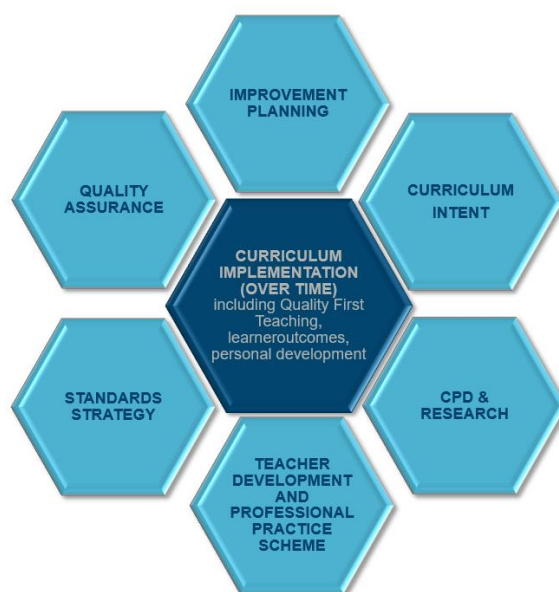 IMPROVEMENT
PLANNING
QUALITY
ASSURANCE
CURRICULUM
INTENT
CURRICULUM
IMPLEMENTATION
(OVER TIME)
including Quality First
Teaching,
learneroutcomes,
personal development
STANDARDS
STRATEGY
CPD &
RESEARCH
TEACHER
DEVELOPMENT
AND
PROFESSIONAL
PRACTICE
SCHEME